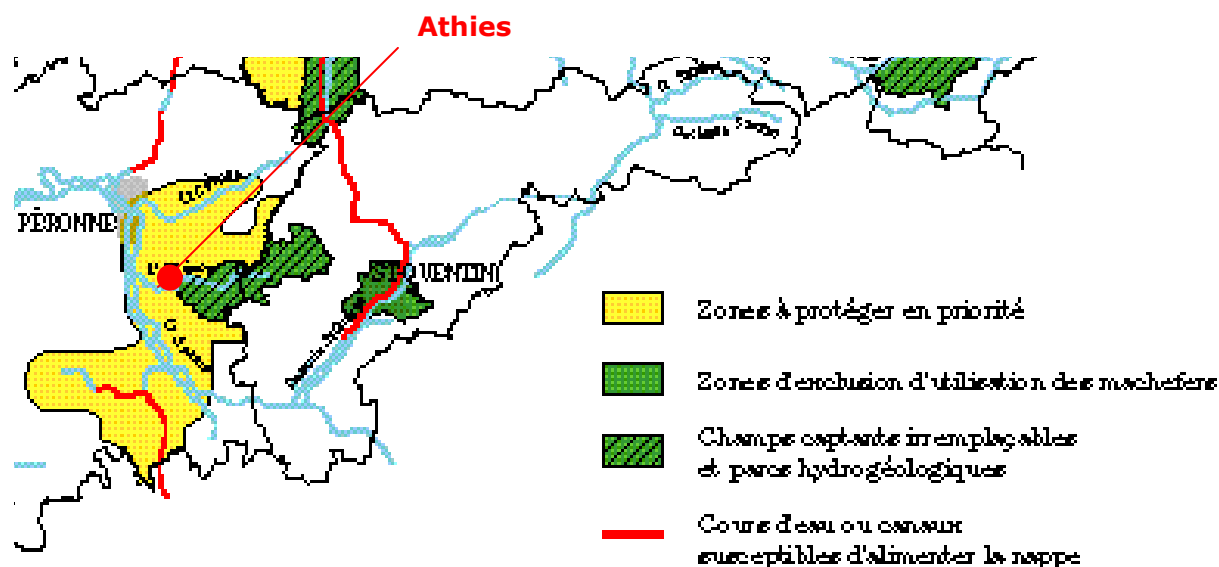 Athies
PÉRONNE
ST-QUENTIN
Zones à protéger en priorité
Zones d'exclusion d'utilisation des machefers
Champs captants irremplaçables
et parcs hydrogéologiques
Cours d'eau ou canaux
susceptibles d'alimenter la nappe